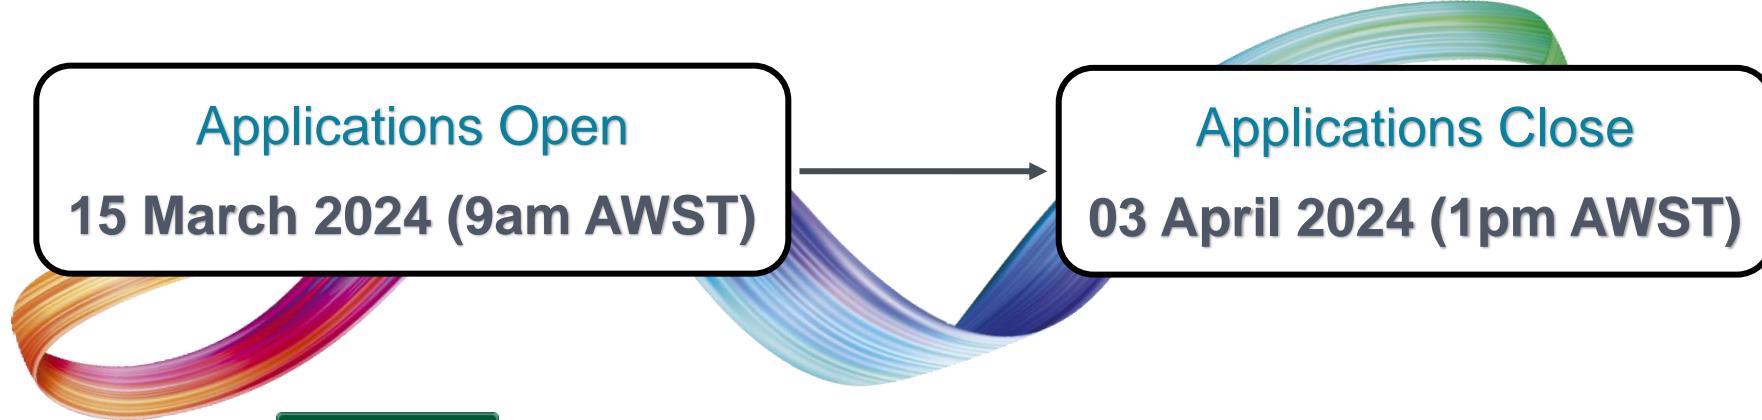 Applications Open
15 March 2024 (9am AWST)
Applications Close
03 April 2024 (1pm AWST)